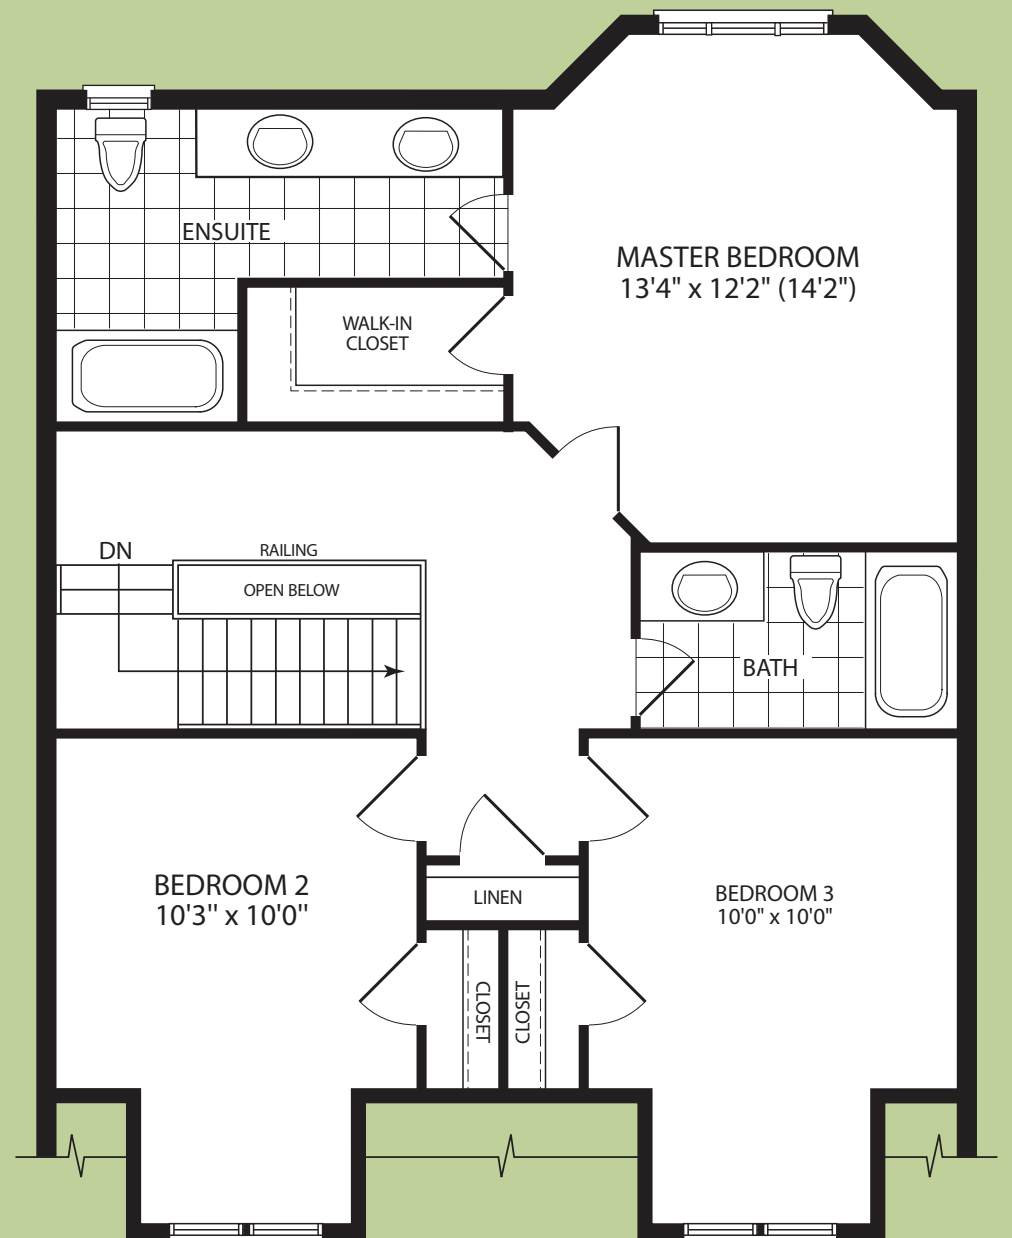 ENSUITE
MASTER BEDROOM
13'4" x 12'2" (14'2")
WALK-IN
CLOSET
DN
RAILING
OPEN BELOW
BATH
BEDROOM 2
10'3" x 10'0"
LINEN
BEDROOM 3
10'0" x 10'0"
CLOSET
CLOSET